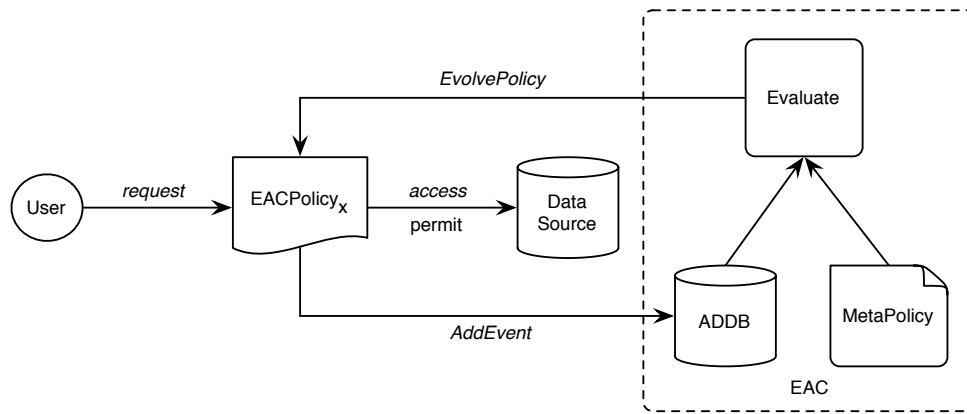 EvolvePolicy
Evaluate
User
request
EACPolicyₓ
access
permit
Data
Source
AddEvent
ADDB
MetaPolicy
EAC